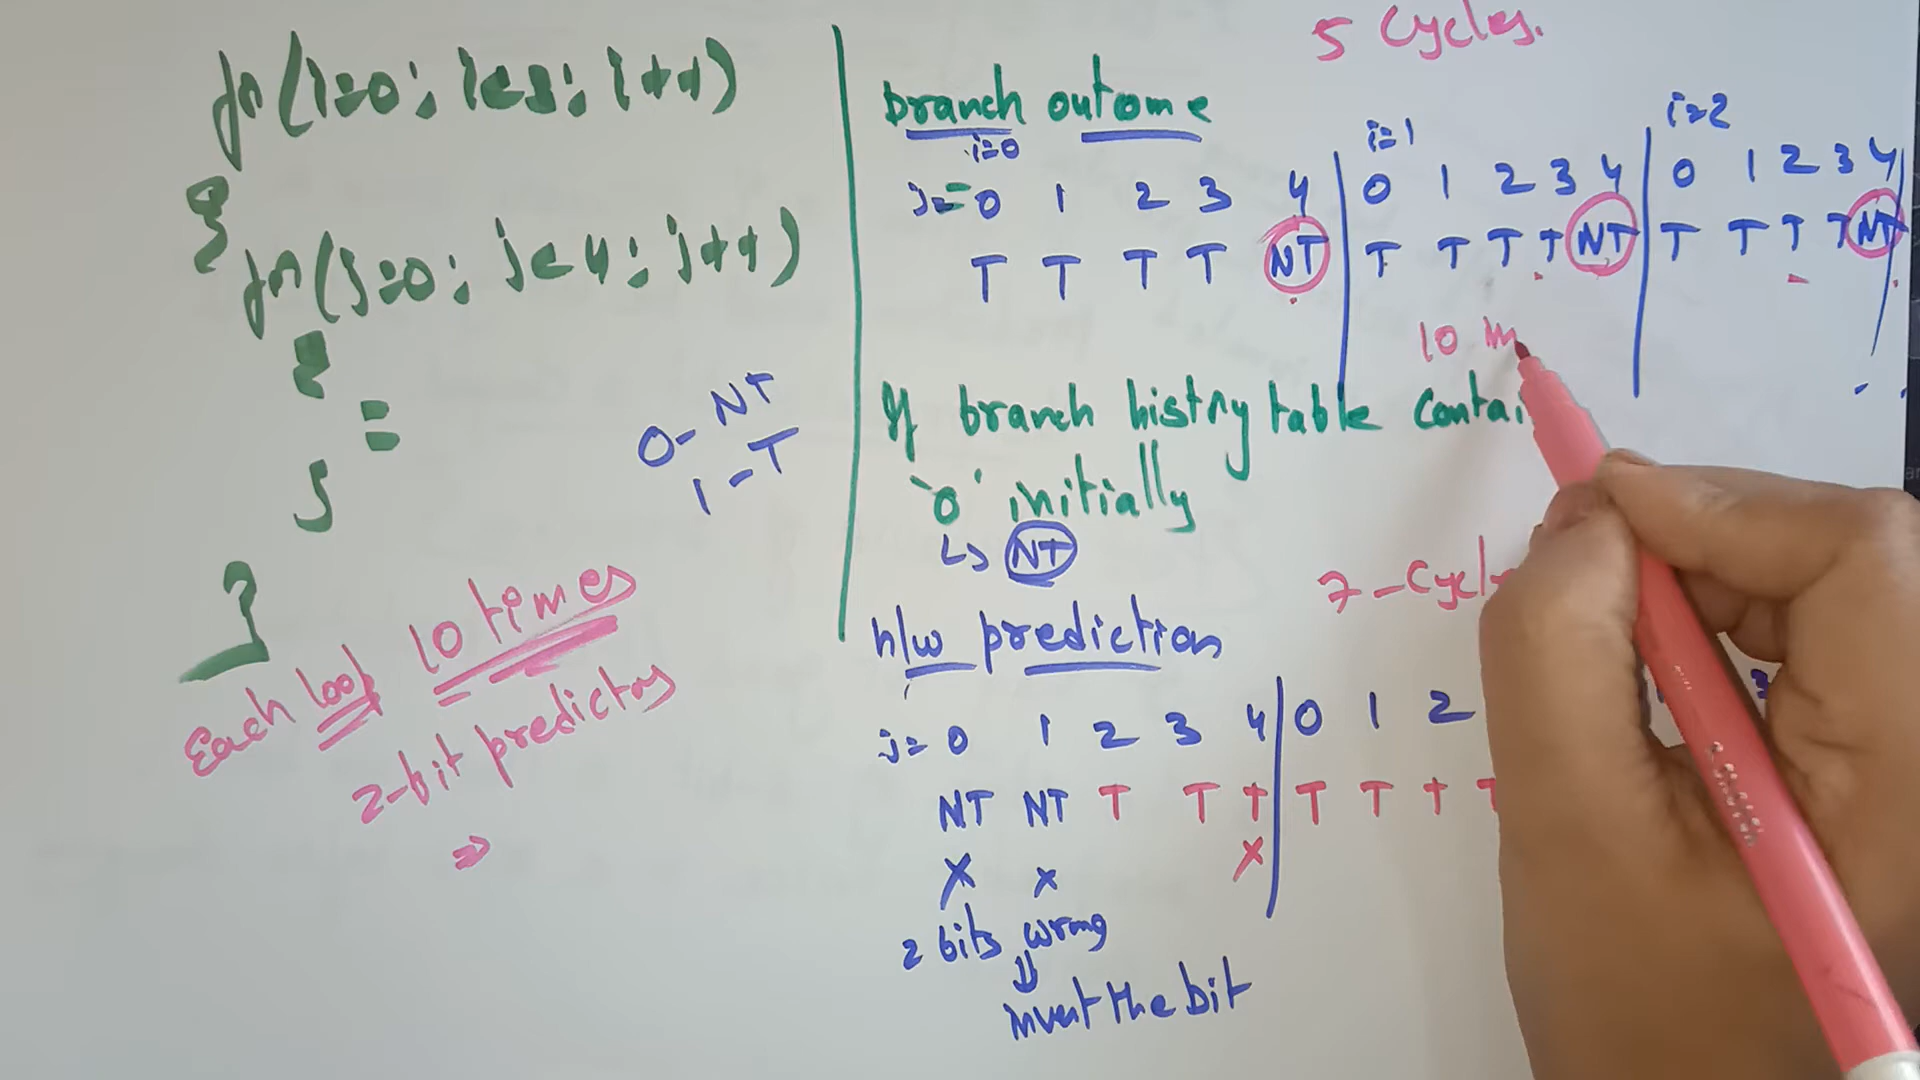 for(i=0; i<3; i++)
{
for(j=0; j<4; j++)
{
=
}
}
0- NT
1 - T
Each loop 10 times
2-bit predictors
⇒
5 Cycles.
branch outome
i=0 i=1 i=2
j= 0 1 2 3 4 0 1 2 3 4 0 1 2 3 4
T T T T NT T T T T NT T T T T NT
10 m
If branch histry table contai
'0' initially
↳ NT
7-Cycl
h/w prediction
j= 0 1 2 3 4 0 1 2 3
NT NT T T T T T T T
x x x
2 bits wrong
⇓
invert the bit